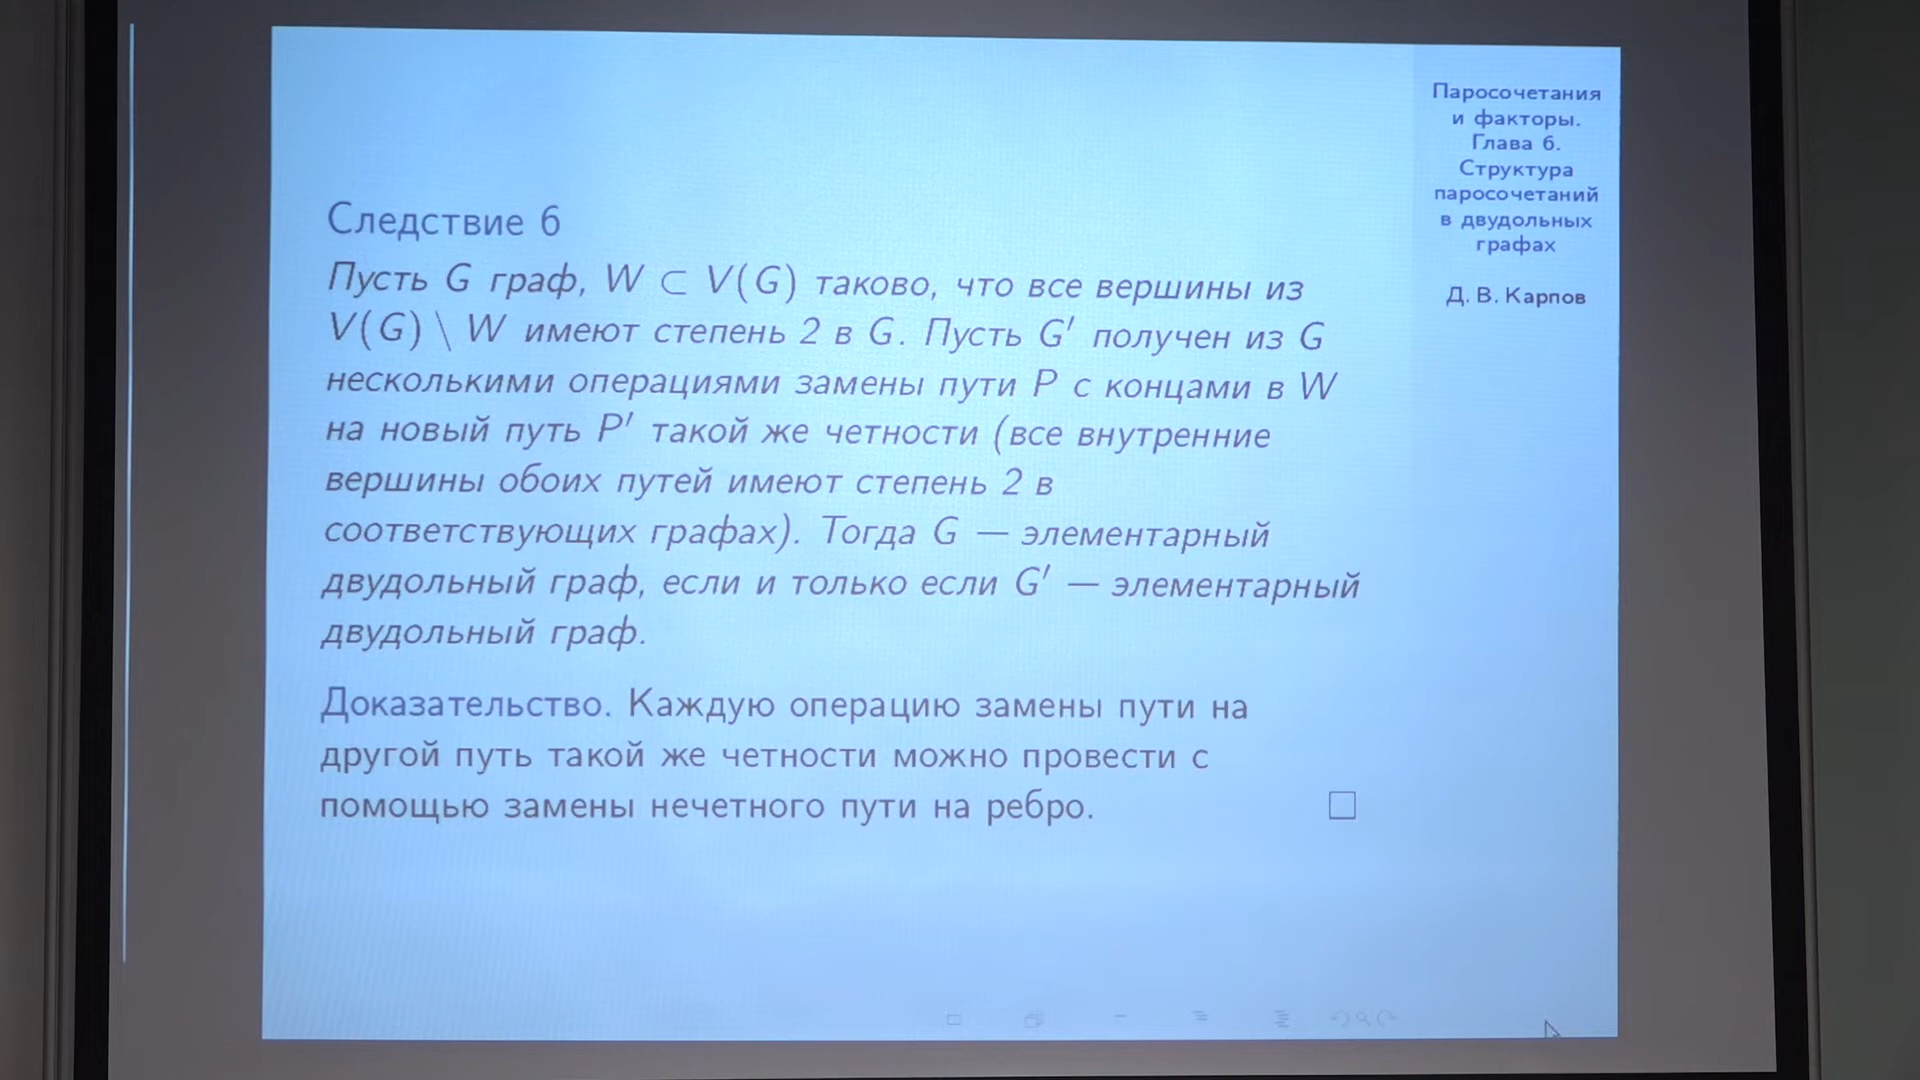 Следствие 6
Пусть G граф, W ⊂ V(G) таково, что все вершины из
V(G) \ W имеют степень 2 в G. Пусть G′ получен из G
несколькими операциями замены пути P с концами в W
на новый путь P′ такой же четности (все внутренние
вершины обоих путей имеют степень 2 в
соответствующих графах). Тогда G — элементарный
двудольный граф, если и только если G′ — элементарный
двудольный граф.
Доказательство. Каждую операцию замены пути на
другой путь такой же четности можно провести с
помощью замены нечетного пути на ребро. □
Паросочетания
и факторы.
Глава 6.
Структура
паросочетаний
в двудольных
графах
Д. В. Карпов